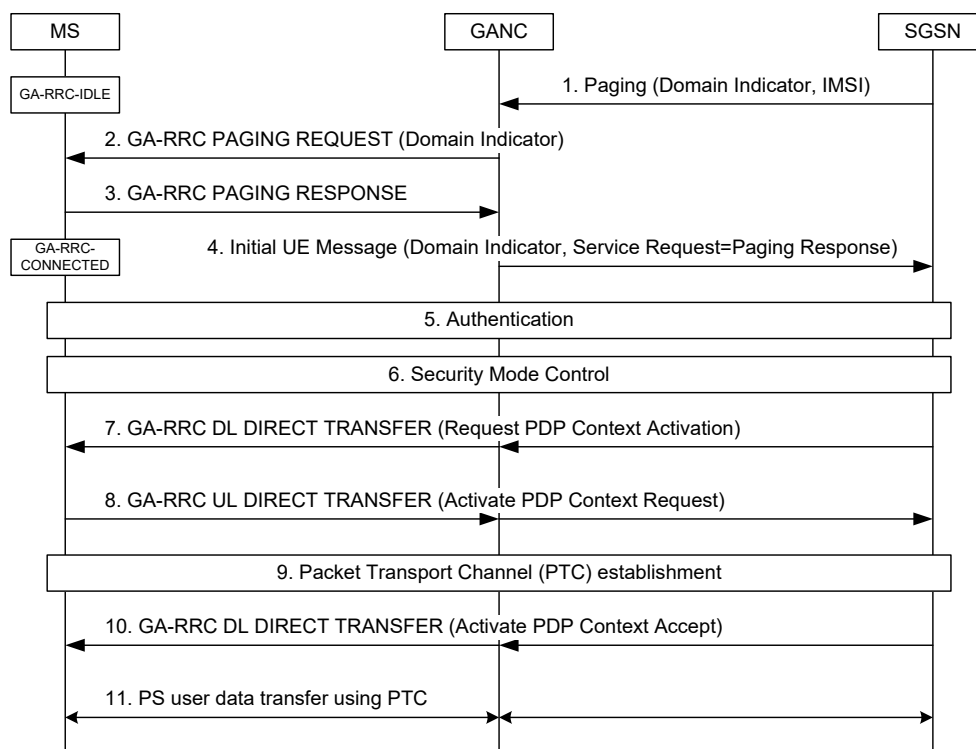 MS
GANC
SGSN
GA-RRC-IDLE
1. Paging (Domain Indicator, IMSI)
2. GA-RRC PAGING REQUEST (Domain Indicator)
3. GA-RRC PAGING RESPONSE
GA-RRC-
CONNECTED
4. Initial UE Message (Domain Indicator, Service Request=Paging Response)
5. Authentication
6. Security Mode Control
7. GA-RRC DL DIRECT TRANSFER (Request PDP Context Activation)
8. GA-RRC UL DIRECT TRANSFER (Activate PDP Context Request)
9. Packet Transport Channel (PTC) establishment
10. GA-RRC DL DIRECT TRANSFER (Activate PDP Context Accept)
11. PS user data transfer using PTC